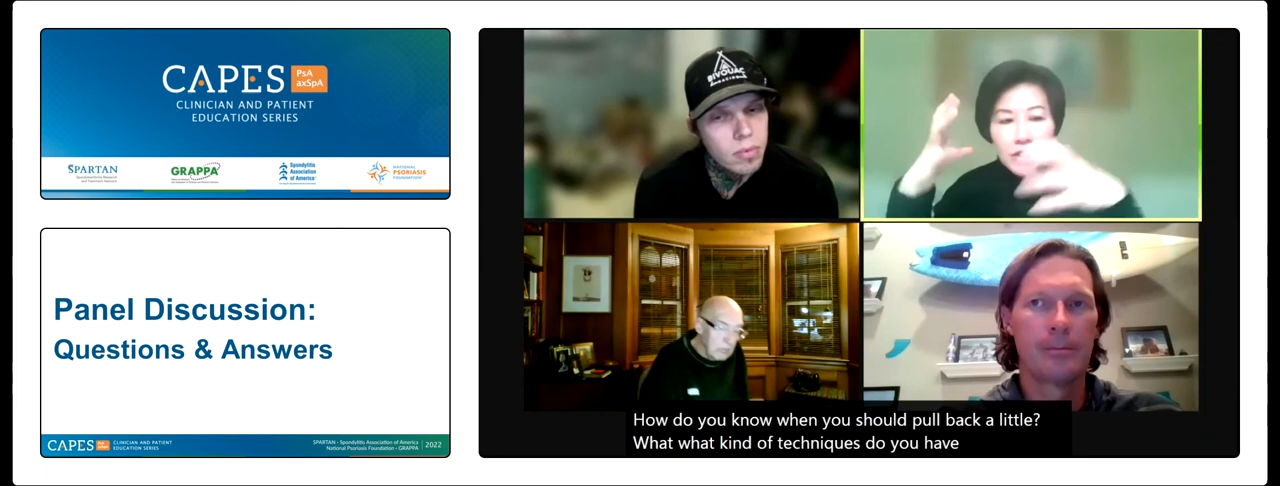 CAPES PsA
axSpA
CLINICIAN AND PATIENT
EDUCATION SERIES
SPARTAN
GRAPPA
Spondylitis
Association
of America
NATIONAL
PSORIASIS
FOUNDATION
BIVOUAC
RACING
Panel Discussion:
Questions & Answers
How do you know when you should pull back a little?
What what kind of techniques do you have
CAPES PsA
axSpA
CLINICIAN AND PATIENT
EDUCATION SERIES
SPARTAN - Spondylitis Association of America
National Psoriasis Foundation - GRAPPA
2022